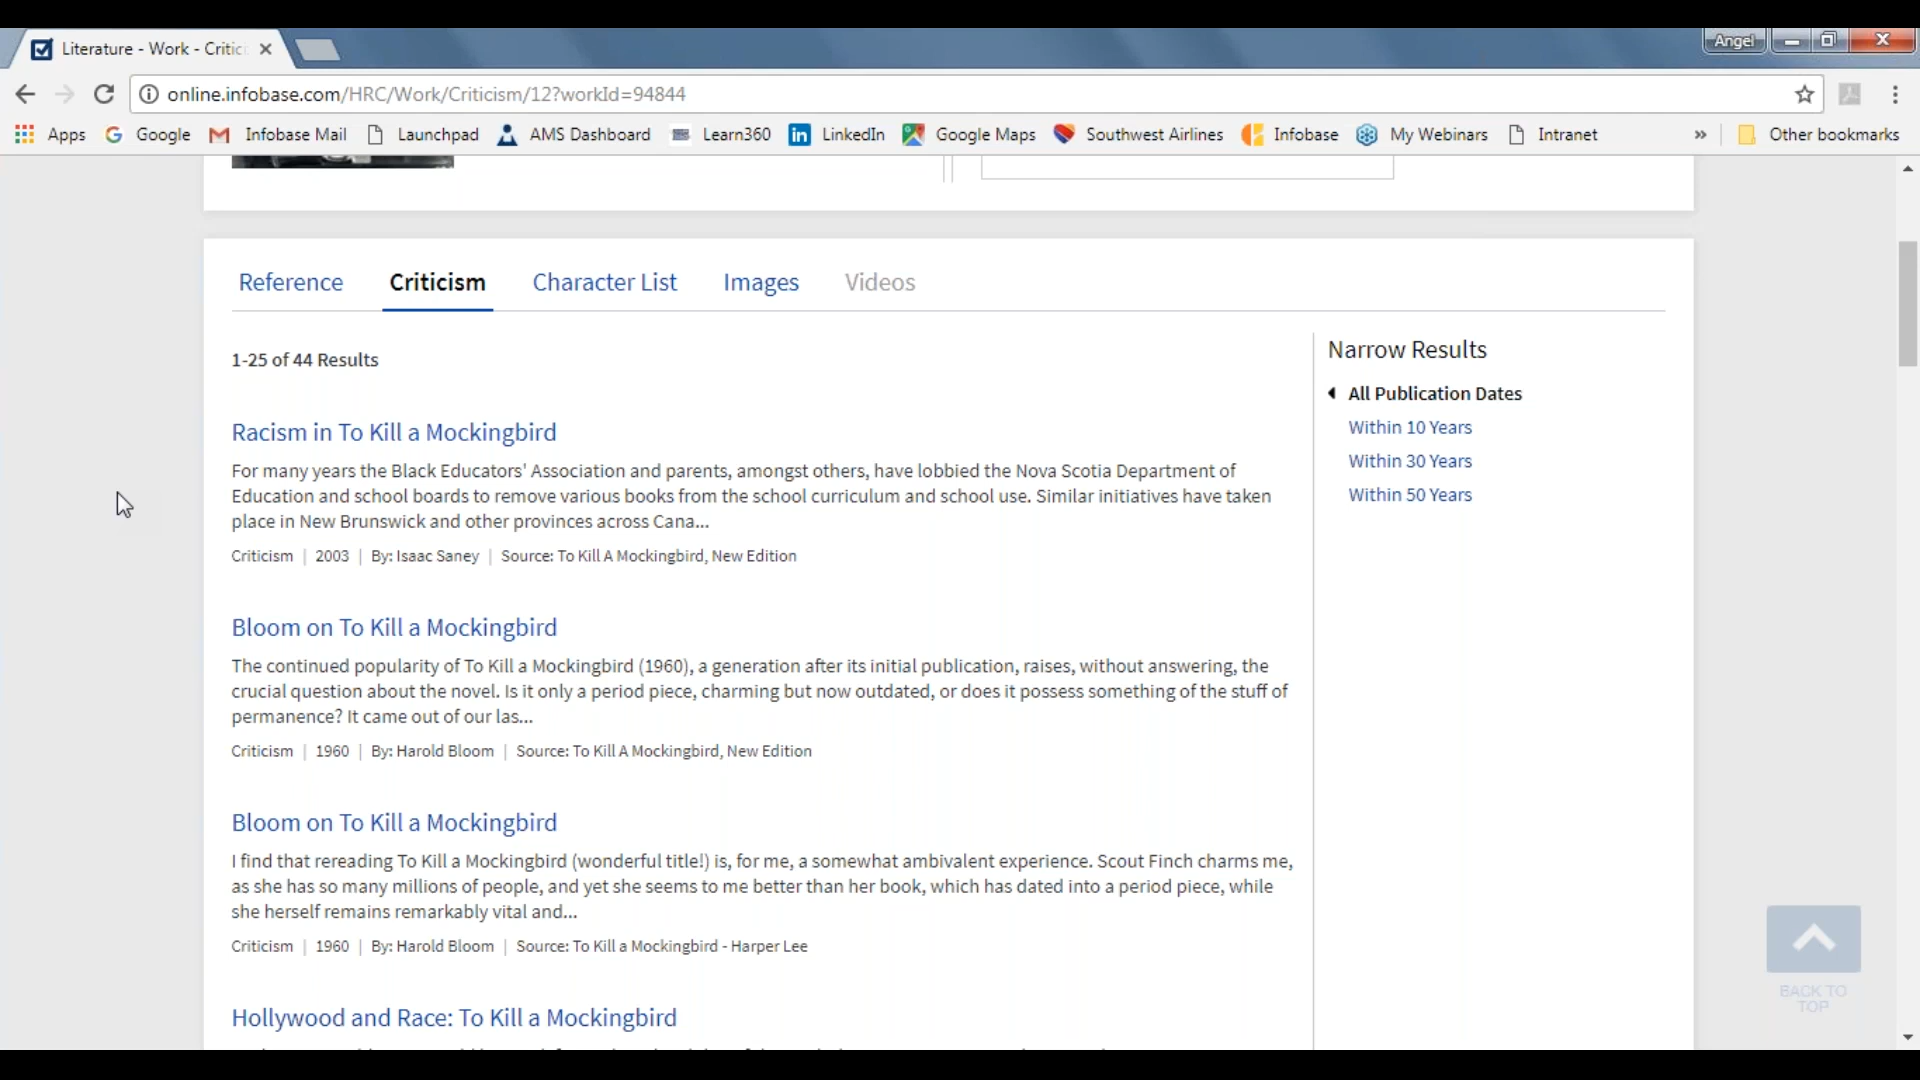 Literature - Work - Critic
Angel
online.infobase.com/HRC/Work/Criticism/12?workId=94844
Apps Google Infobase Mail Launchpad AMS Dashboard Learn360 LinkedIn Google Maps Southwest Airlines Infobase My Webinars Intranet » Other bookmarks
Reference Criticism Character List Images Videos
1-25 of 44 Results
Racism in To Kill a Mockingbird
For many years the Black Educators' Association and parents, amongst others, have lobbied the Nova Scotia Department of
Education and school boards to remove various books from the school curriculum and school use. Similar initiatives have taken
place in New Brunswick and other provinces across Cana...
Criticism | 2003 | By: Isaac Saney | Source: To Kill A Mockingbird, New Edition
Bloom on To Kill a Mockingbird
The continued popularity of To Kill a Mockingbird (1960), a generation after its initial publication, raises, without answering, the
crucial question about the novel. Is it only a period piece, charming but now outdated, or does it possess something of the stuff of
permanence? It came out of our las...
Criticism | 1960 | By: Harold Bloom | Source: To Kill A Mockingbird, New Edition
Bloom on To Kill a Mockingbird
I find that rereading To Kill a Mockingbird (wonderful title!) is, for me, a somewhat ambivalent experience. Scout Finch charms me,
as she has so many millions of people, and yet she seems to me better than her book, which has dated into a period piece, while
she herself remains remarkably vital and...
Criticism | 1960 | By: Harold Bloom | Source: To Kill a Mockingbird - Harper Lee
Hollywood and Race: To Kill a Mockingbird
Narrow Results
All Publication Dates
Within 10 Years
Within 30 Years
Within 50 Years
BACK TO
TOP